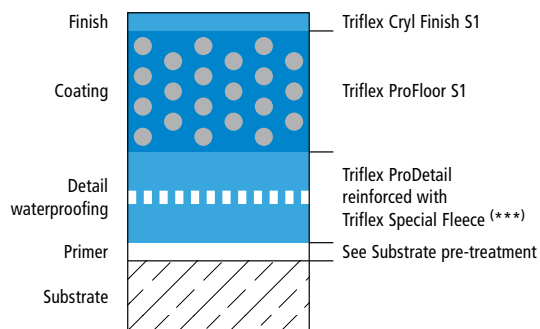 Finish
Triflex Cryl Finish S1
Coating
Triflex ProFloor S1
Detail
waterproofing
Triflex ProDetail
reinforced with
Triflex Special Fleece (***)
Primer
See Substrate pre-treatment
Substrate